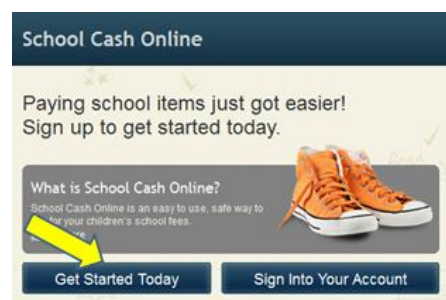 School Cash Online
Paying school items just got easier!
Sign up to get started today.
What is School Cash Online?
School Cash Online is an easy to use, safe way to
for your children's school fees.
Get Started Today
Sign Into Your Account